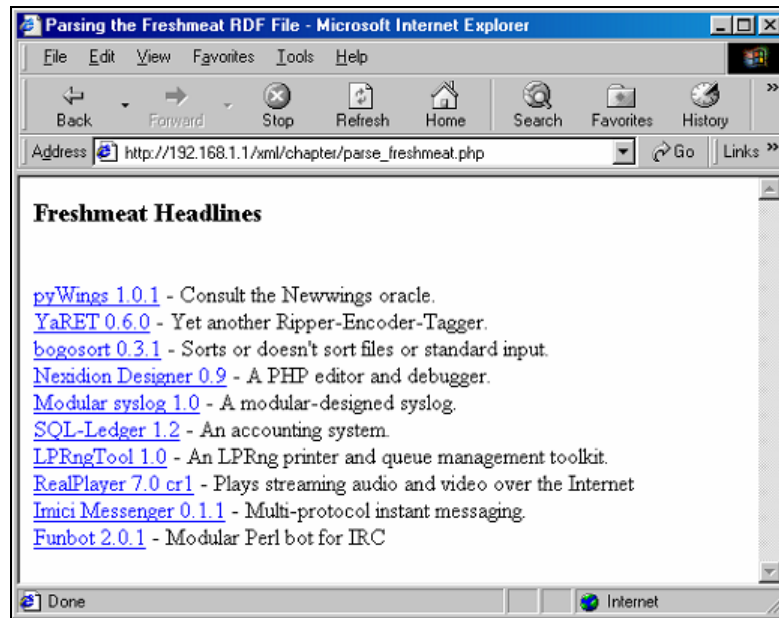 Parsing the Freshmeat RDF File - Microsoft Internet Explorer
File Edit View Favorites Tools Help
Back Forward Stop Refresh Home Search Favorites History »
Address http://192.168.1.1/xml/chapter/parse_freshmeat.php Go Links »
Freshmeat Headlines
pyWings 1.0.1 - Consult the Newwings oracle.
YaRET 0.6.0 - Yet another Ripper-Encoder-Tagger.
bogosort 0.3.1 - Sorts or doesn't sort files or standard input.
Nexidion Designer 0.9 - A PHP editor and debugger.
Modular syslog 1.0 - A modular-designed syslog.
SQL-Ledger 1.2 - An accounting system.
LPRngTool 1.0 - An LPRng printer and queue management toolkit.
RealPlayer 7.0 cr1 - Plays streaming audio and video over the Internet
Imici Messenger 0.1.1 - Multi-protocol instant messaging.
Funbot 2.0.1 - Modular Perl bot for IRC
Done Internet